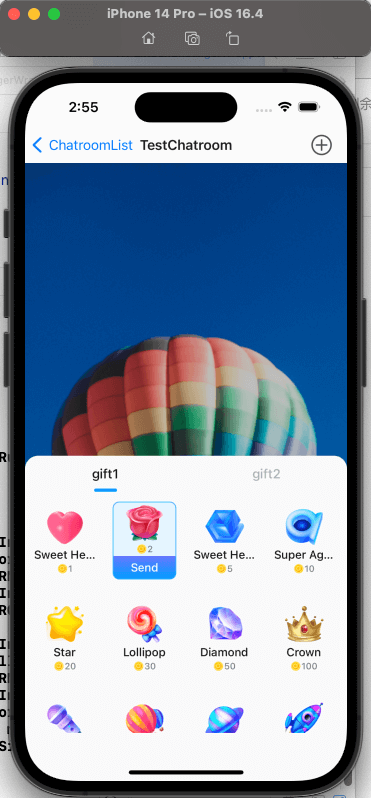 iPhone 14 Pro – iOS 16.4
2:55
ChatroomList TestChatroom
gift1 gift2
2
Sweet He... Send Sweet He... Super Ag...
1 5 10
Star Lollipop Diamond Crown
20 30 50 100